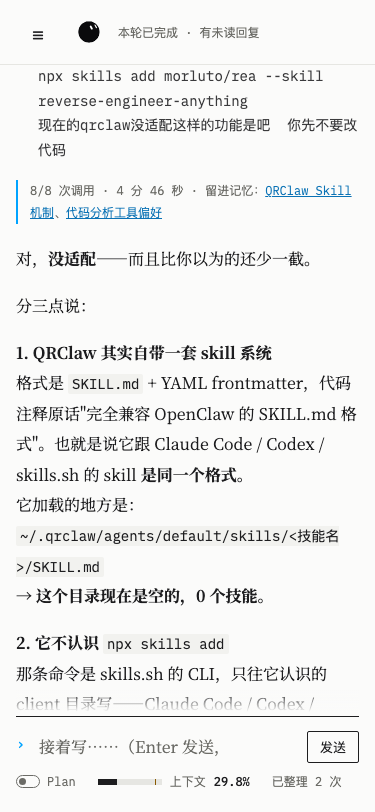 ≡ 本轮已完成 · 有未读回复
npx skills add morluto/rea --skill
reverse-engineer-anything
现在的qrclaw没适配这样的功能是吧 你先不要改
代码
8/8 次调用 · 4 分 46 秒 · 留进记忆: QRClaw Skill
机制、代码分析工具偏好
对，没适配——而且比你以为的还少一截。
分三点说：
1. QRClaw 其实自带一套 skill 系统
格式是 SKILL.md + YAML frontmatter，代码
注释原话"完全兼容 OpenClaw 的 SKILL.md 格
式"。也就是说它跟 Claude Code / Codex /
skills.sh 的 skill 是同一个格式。
它加载的地方是：
~/.qrclaw/agents/default/skills/<技能名
>/SKILL.md
→ 这个目录现在是空的，0 个技能。
2. 它不认识 npx skills add
那条命令是 skills.sh 的 CLI，只往它认识的
client 目录写——Claude Code / Codex /
› 接着写……（Enter 发送， 发送
Plan 上下文 29.8% 已整理 2 次